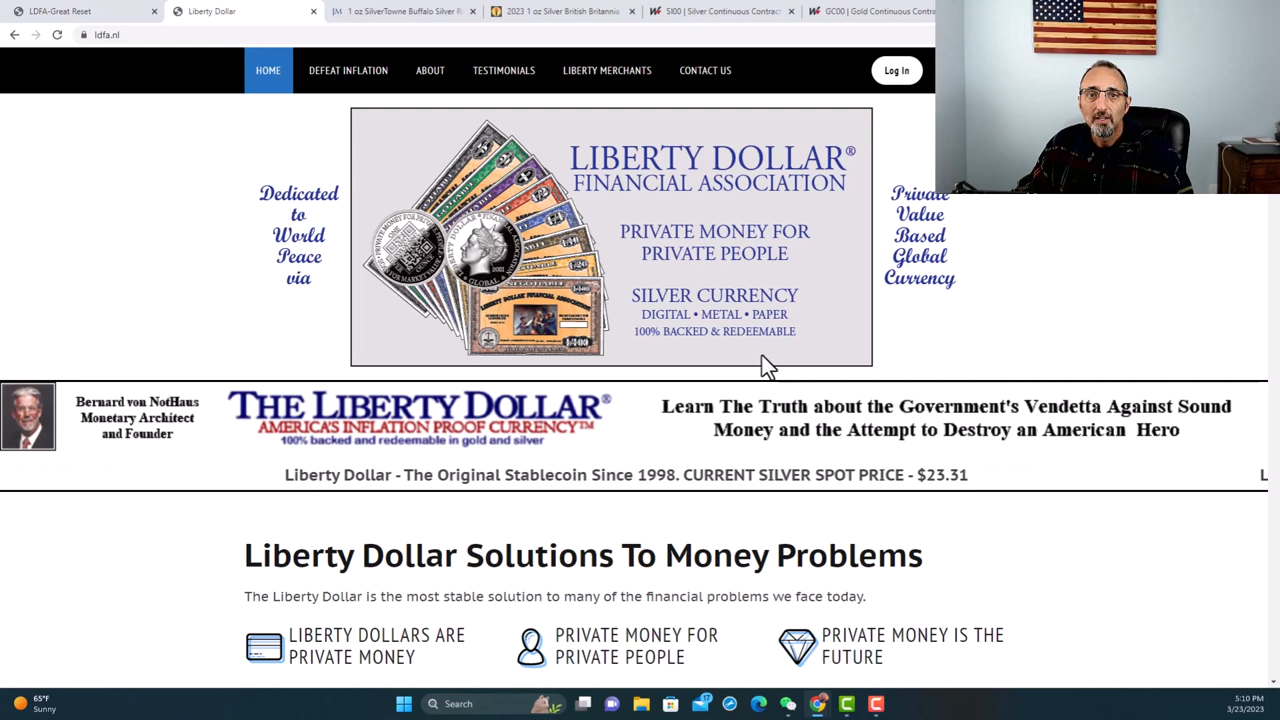 LDFA-Great Reset
Liberty Dollar
1 oz SilverTowne Buffalo Silver R
2023 1 oz Silver British Britannia
SI00 | Silver Continuous Contract
GC00 | Gold Continuous Contract
ldfa.nl
HOME
DEFEAT INFLATION
ABOUT
TESTIMONIALS
LIBERTY MERCHANTS
CONTACT US
Log In
Dedicated
to
World
Peace
via
LIBERTY DOLLAR®
FINANCIAL ASSOCIATION
PRIVATE MONEY FOR
PRIVATE PEOPLE
SILVER CURRENCY
DIGITAL • METAL • PAPER
100% BACKED & REDEEMABLE
Private
Value
Based
Global
Currency
Bernard von NotHaus
Monetary Architect
and Founder
THE LIBERTY DOLLAR®
AMERICA'S INFLATION PROOF CURRENCY™
100% backed and redeemable in gold and silver
Learn The Truth about the Government's Vendetta Against Sound
Money and the Attempt to Destroy an American Hero
Liberty Dollar - The Original Stablecoin Since 1998. CURRENT SILVER SPOT PRICE - $23.31
L
Liberty Dollar Solutions To Money Problems
The Liberty Dollar is the most stable solution to many of the financial problems we face today.
LIBERTY DOLLARS ARE
PRIVATE MONEY
PRIVATE MONEY FOR
PRIVATE PEOPLE
PRIVATE MONEY IS THE
FUTURE
65°F
Sunny
Search
17
5:10 PM
3/23/2023